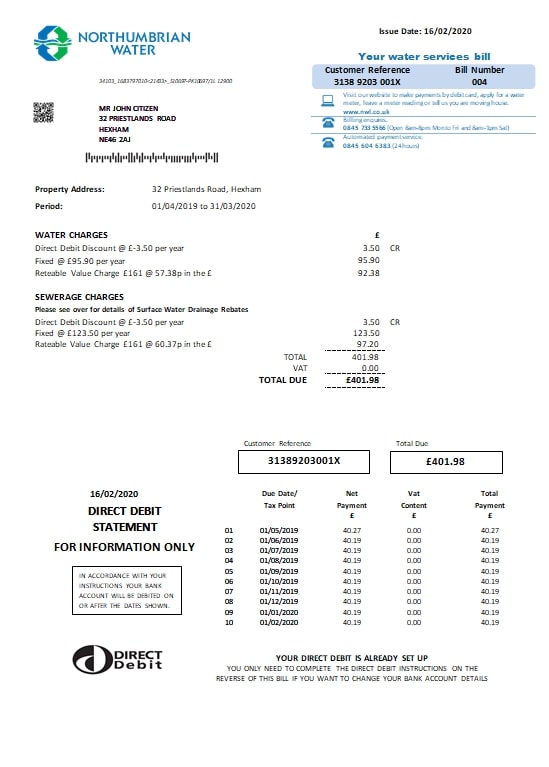 NORTHUMBRIAN
WATER
Issue Date: 16/02/2020
Your water services bill
Customer Reference Bill Number
3138 9203 001X 004
Visit our website to make payments by debit card, apply for a water
meter, leave a meter reading or tell us you are moving house.
www.nwl.co.uk
Billing enquiries.
0845 733 5566 (Open 8am-8pm Mon to Fri and 8am-1pm Sat)
Automated payment service.
0845 604 6383 (24 hours)
MR JOHN CITIZEN
32 PRIESTLANDS ROAD
HEXHAM
NE46 2AJ
Property Address: 32 Priestlands Road, Hexham
Period: 01/04/2019 to 31/03/2020
WATER CHARGES £
Direct Debit Discount @ £-3.50 per year 3.50 CR
Fixed @ £95.90 per year 95.90
Reteable Value Charge £161 @ 57.38p in the £ 92.38
SEWERAGE CHARGES
Please see over for details of Surface Water Drainage Rebates
Direct Debit Discount @ £-3.50 per year 3.50 CR
Fixed @ £123.50 per year 123.50
Rateable Value Charge £161 @ 60.37p in the £ 97.20
TOTAL 401.98
VAT 0.00
TOTAL DUE £401.98
Customer Reference Total Due
31389203001X £401.98
16/02/2020
DIRECT DEBIT
STATEMENT
FOR INFORMATION ONLY
IN ACCORDANCE WITH YOUR
INSTRUCTIONS YOUR BANK
ACCOUNT WILL BE DEBITED ON
OR AFTER THE DATES SHOWN.
Due Date/ Net Vat Total
Tax Point Payment Content Payment
£ £ £
01 01/05/2019 40.27 0.00 40.27
02 01/06/2019 40.19 0.00 40.19
03 01/07/2019 40.19 0.00 40.19
04 01/08/2019 40.19 0.00 40.19
05 01/09/2019 40.19 0.00 40.19
06 01/10/2019 40.19 0.00 40.19
07 01/11/2019 40.19 0.00 40.19
08 01/12/2019 40.19 0.00 40.19
09 01/01/2020 40.19 0.00 40.19
10 01/02/2020 40.19 0.00 40.19
DIRECT
Debit
YOUR DIRECT DEBIT IS ALREADY SET UP
YOU ONLY NEED TO COMPLETE THE DIRECT DEBIT INSTRUCTIONS ON THE
REVERSE OF THIS BILL IF YOU WANT TO CHANGE YOUR BANK ACCOUNT DETAILS